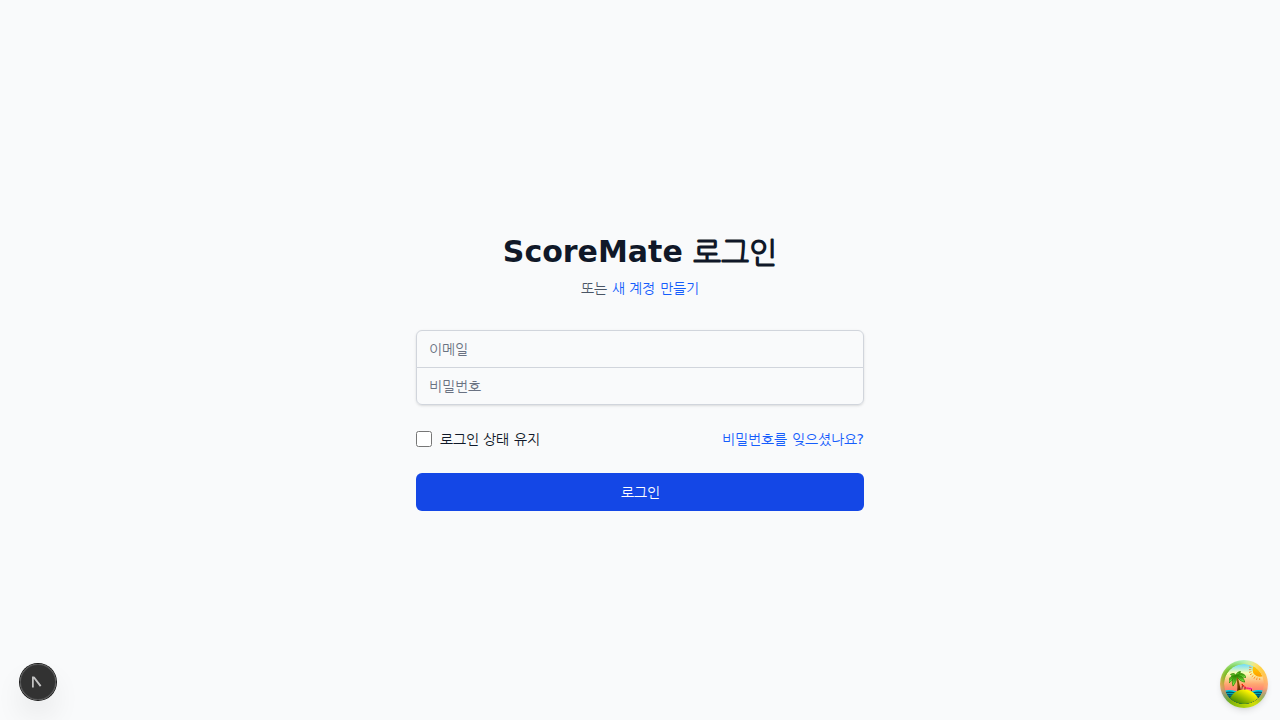 ScoreMate 로그인
또는 새 계정 만들기
이메일
비밀번호
로그인 상태 유지
비밀번호를 잊으셨나요?
로그인